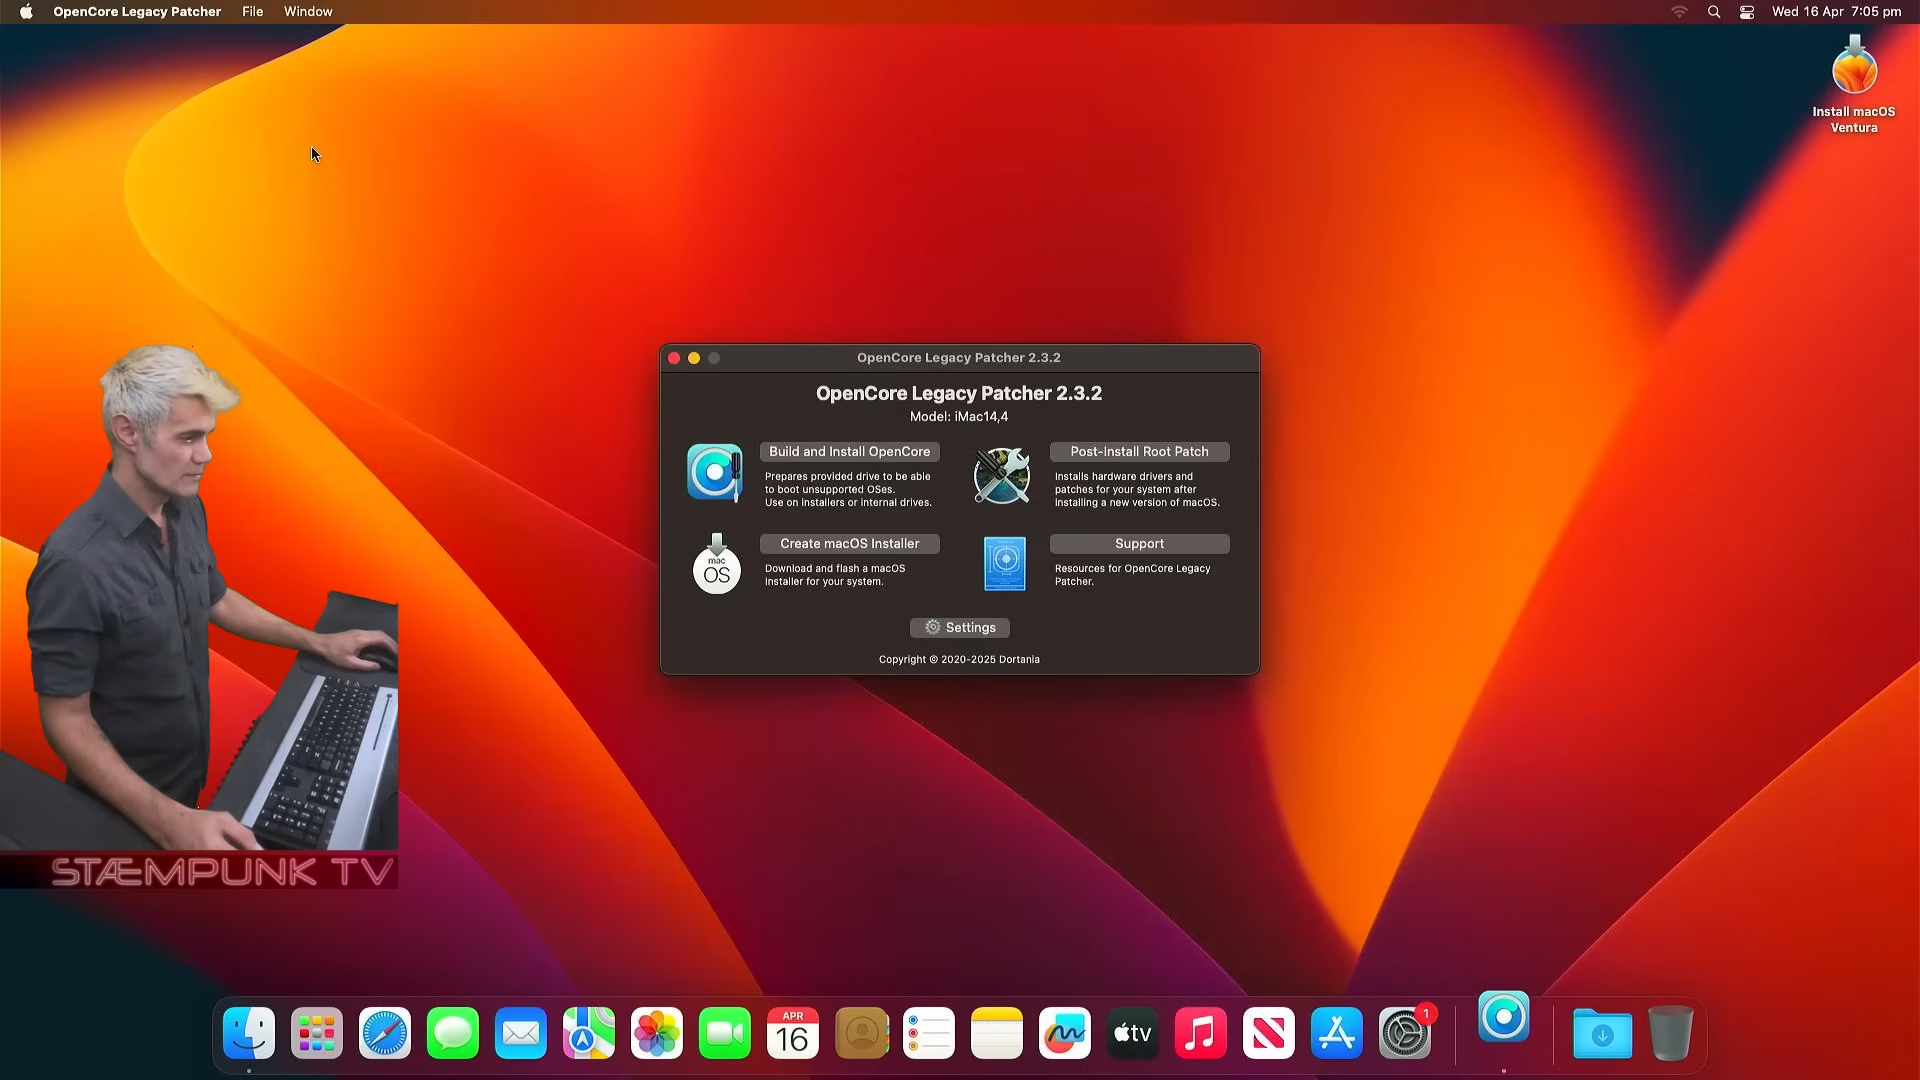 OpenCore Legacy Patcher File Window
Wed 16 Apr 7:05 pm
Install macOS
Ventura
OpenCore Legacy Patcher 2.3.2
OpenCore Legacy Patcher 2.3.2
Model: iMac14,4
Build and Install OpenCore
Prepares provided drive to be able
to boot unsupported OSes.
Use on installers or internal drives.
Post-Install Root Patch
Installs hardware drivers and
patches for your system after
installing a new version of macOS.
mac
OS
Create macOS Installer
Download and flash a macOS
Installer for your system.
Support
Resources for OpenCore Legacy
Patcher.
Settings
Copyright © 2020-2025 Dortania
STÆMPUNK TV
APR
16
tv
1